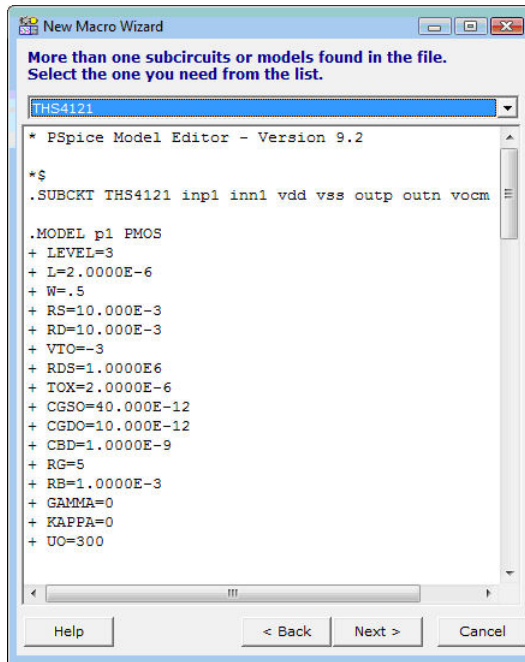 New Macro Wizard
More than one subcircuits or models found in the file.
Select the one you need from the list.
THS4121
* PSpice Model Editor - Version 9.2
*$
.SUBCKT THS4121 inp1 inn1 vdd vss outp outn vocm
.MODEL p1 PMOS
+ LEVEL=3
+ L=2.0000E-6
+ W=.5
+ RS=10.000E-3
+ RD=10.000E-3
+ VTO=-3
+ RDS=1.0000E6
+ TOX=2.0000E-6
+ CGSO=40.000E-12
+ CGDO=10.000E-12
+ CBD=1.0000E-9
+ RG=5
+ RB=1.0000E-3
+ GAMMA=0
+ KAPPA=0
+ UO=300
Help
< Back
Next >
Cancel